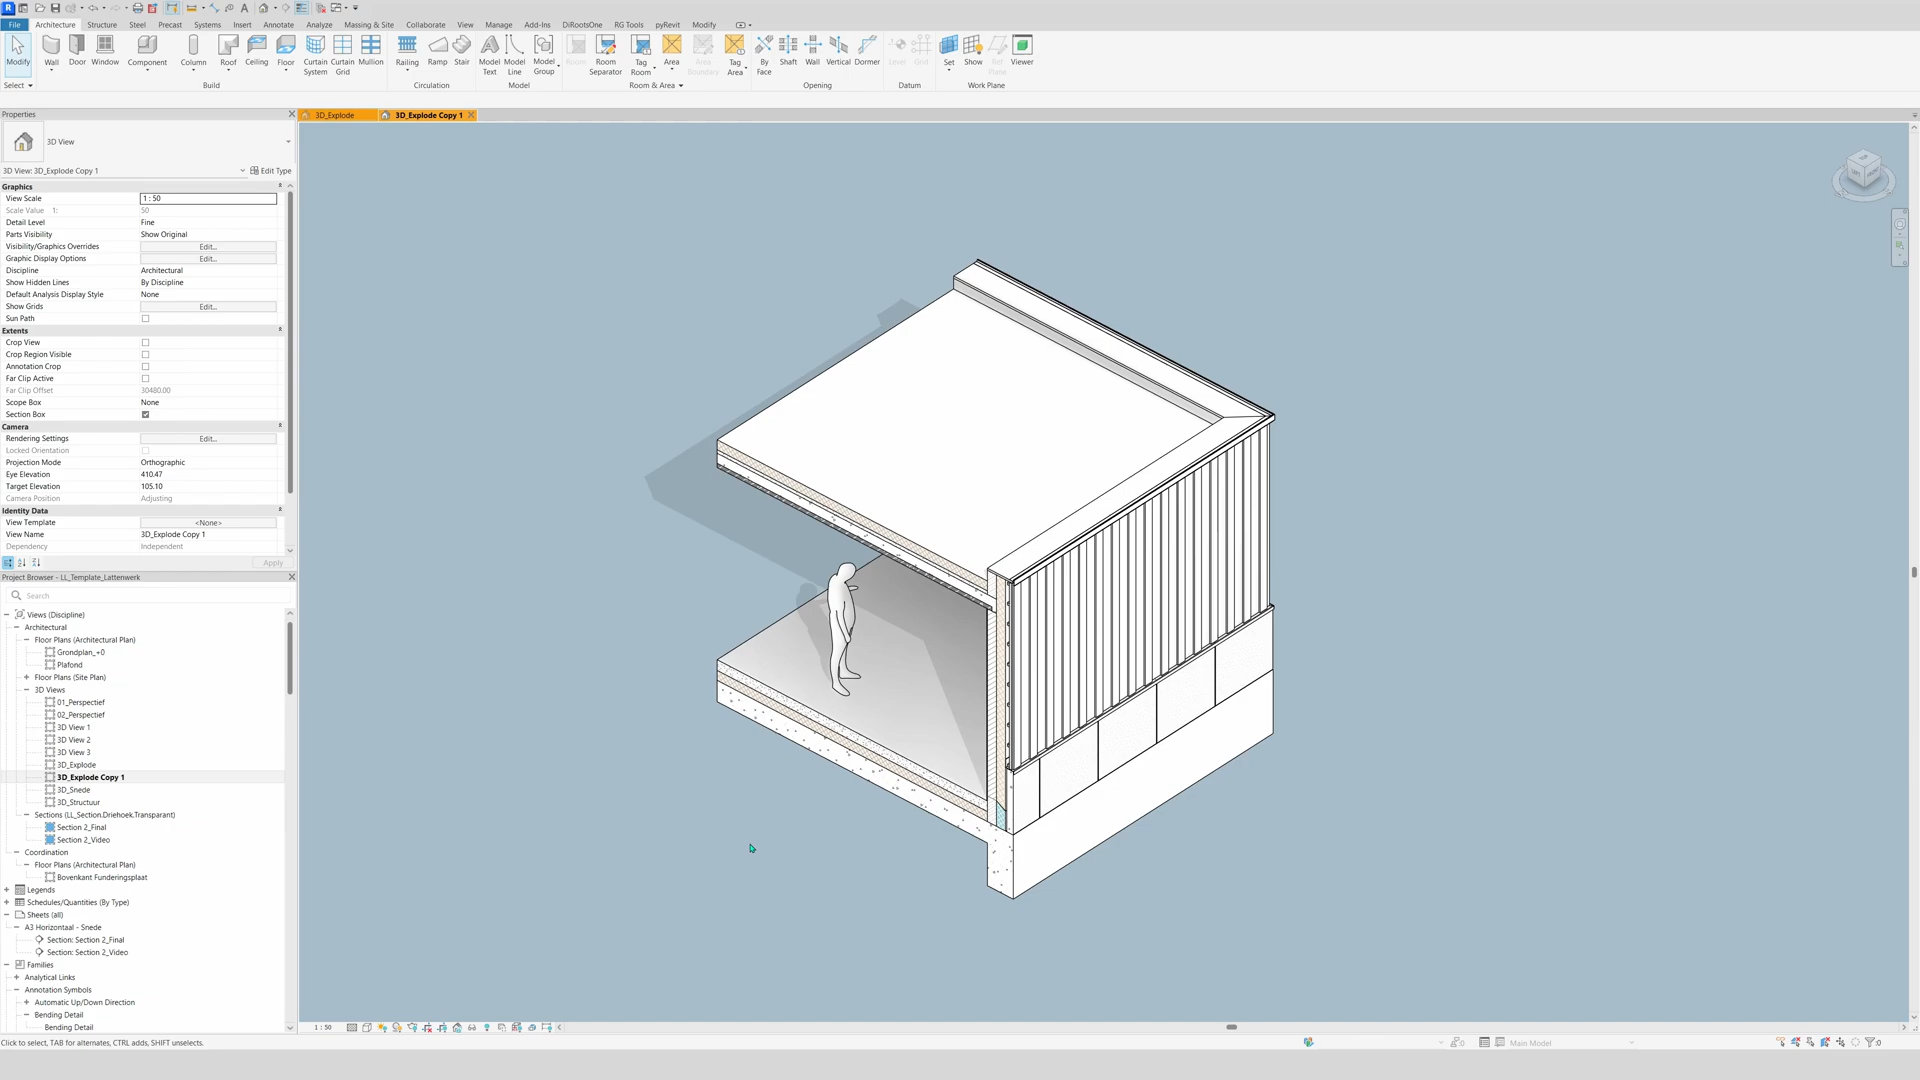 File Architecture Structure Steel Precast Systems Insert Annotate Analyze Massing & Site Collaborate View Manage Add-Ins DiRootsOne RG Tools pyRevit Modify
Modify Wall Door Window Component Column Roof Ceiling Floor Curtain System Curtain Grid Mullion Railing Ramp Stair Model Text Model Line Model Group Room Room Separator Tag Room Area Area Boundary Tag Area By Face Shaft Wall Vertical Dormer Level Grid Set Show Ref Plane Viewer
Select Build Circulation Model Room & Area Opening Datum Work Plane
Properties
3D_Explode 3D_Explode Copy 1
3D View
3D View: 3D_Explode Copy 1 Edit Type
Graphics
View Scale 1 : 50
Scale Value 1: 50
Detail Level Fine
Parts Visibility Show Original
Visibility/Graphics Overrides Edit...
Graphic Display Options Edit...
Discipline Architectural
Show Hidden Lines By Discipline
Default Analysis Display Style None
Show Grids Edit...
Sun Path
Extents
Crop View
Crop Region Visible
Annotation Crop
Far Clip Active
Far Clip Offset 30480.00
Scope Box None
Section Box
Camera
Rendering Settings Edit...
Locked Orientation
Projection Mode Orthographic
Eye Elevation 410.47
Target Elevation 105.10
Camera Position Adjusting
Identity Data
View Template <None>
View Name 3D_Explode Copy 1
Dependency Independent
Apply
Project Browser - LL_Template_Lattenwerk
Search
Views (Discipline)
Architectural
Floor Plans (Architectural Plan)
Grondplan_+0
Plafond
Floor Plans (Site Plan)
3D Views
01_Perspectief
02_Perspectief
3D View 1
3D View 2
3D View 3
3D_Explode
3D_Explode Copy 1
3D_Snede
3D_Structuur
Sections (LL_Section.Driehoek.Transparant)
Section 2_Final
Section 2_Video
Coordination
Floor Plans (Architectural Plan)
Bovenkant Funderingsplaat
Legends
Schedules/Quantities (By Type)
Sheets (all)
A3 Horizontaal - Snede
Section: Section 2_Final
Section: Section 2_Video
Families
Analytical Links
Annotation Symbols
Automatic Up/Down Direction
Bending Detail
Bending Detail
1 : 50
Click to select, TAB for alternates, CTRL adds, SHIFT unselects.
:0 Main Model :0